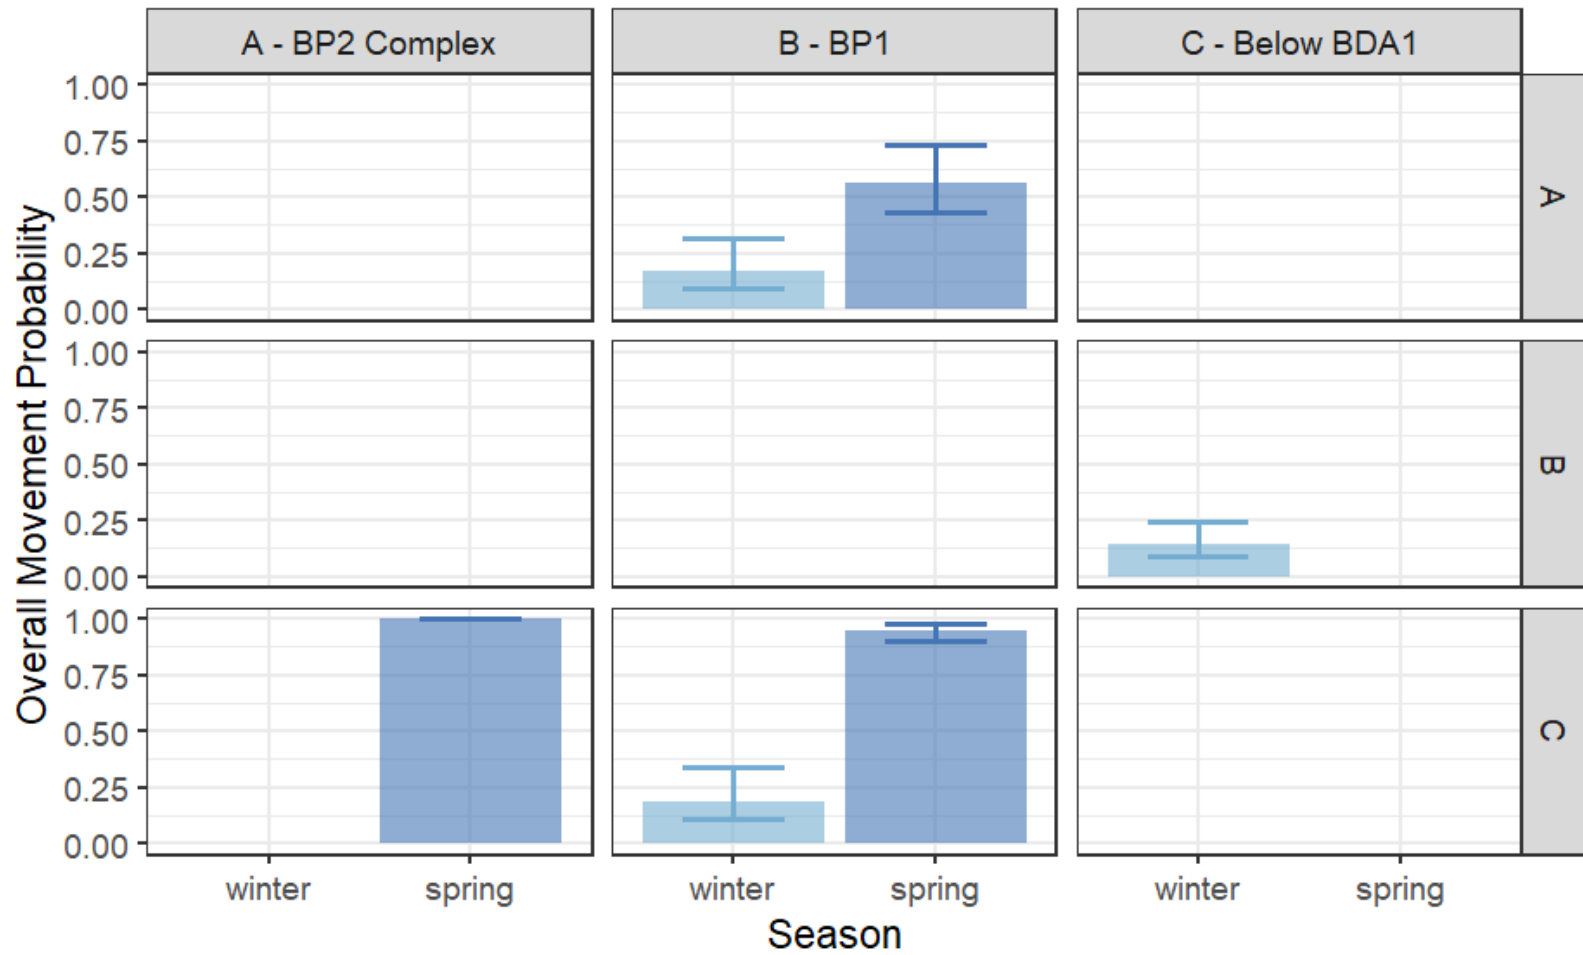 A - BP2 Complex
B - BP1
C - Below BDA1
Overall Movement Probability
1.00
0.75
0.50
0.25
0.00
A
1.00
0.75
0.50
0.25
0.00
B
1.00
0.75
0.50
0.25
0.00
C
winter spring
winter spring
winter spring
Season